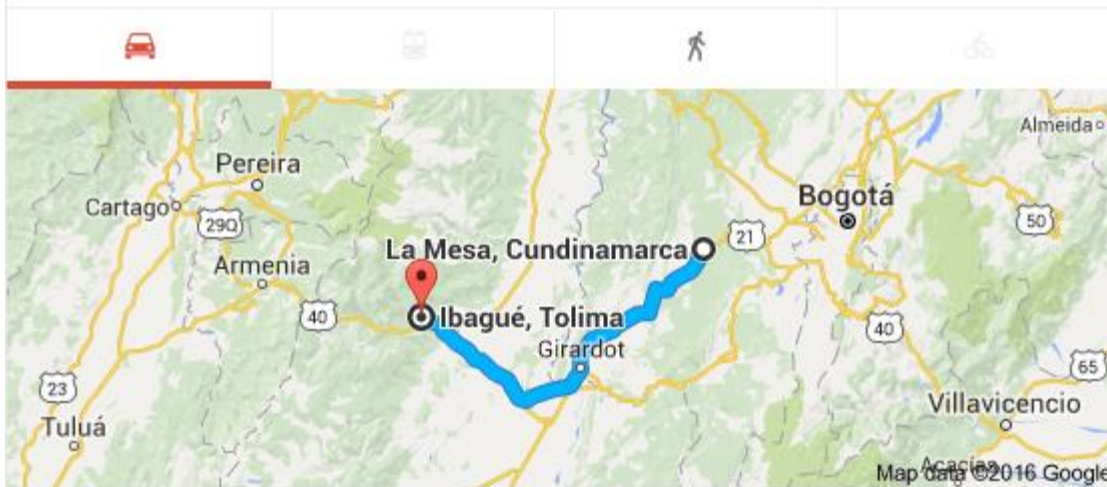 Almeida
Pereira
Cartago
29Q
Bogotá
50
21
La Mesa, Cundinamarca
Armenia
40
Ibagué, Tolima
40
Girardot
65
23
Villavicencio
Tuluá
Acacías
Map data ©2016 Google